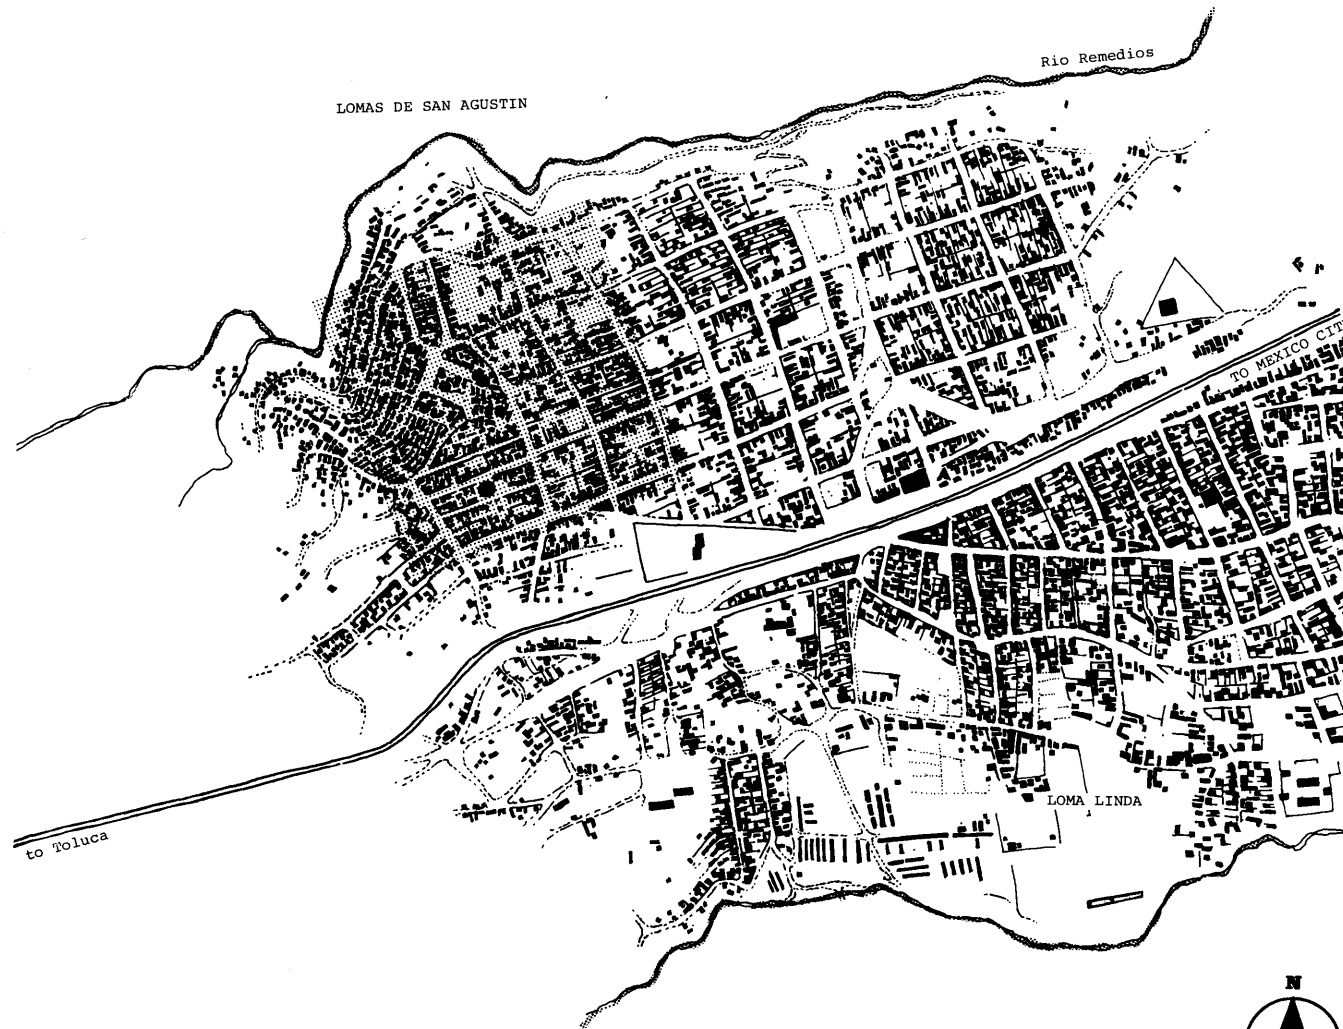 Rio Remedios
LOMAS DE SAN AGUSTIN
TO MEXICO CIT
LOMA LINDA
to Toluca
N